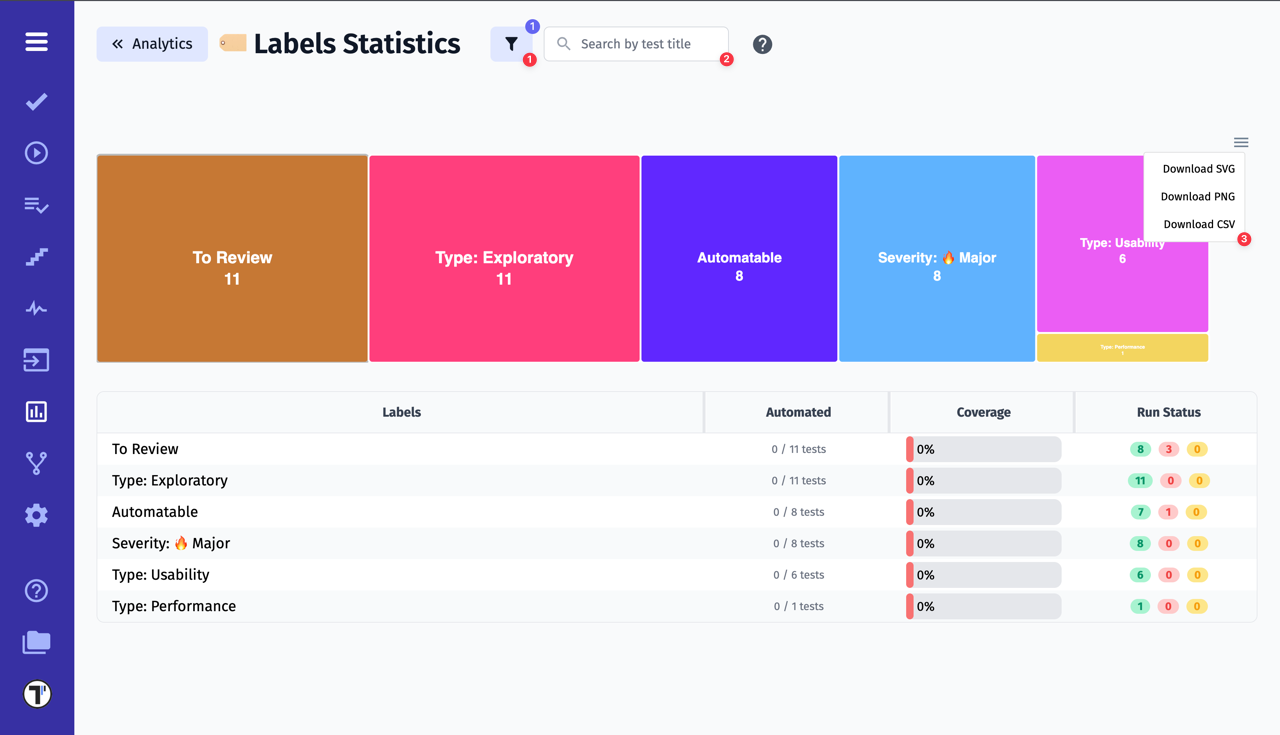 Analytics
Labels Statistics
1
1
Search by test title
2
?
Download SVG
Download PNG
Download CSV
3
To Review
11
Type: Exploratory
11
Automatable
8
Severity: 🔥 Major
8
Type: Usability
6
Type: Performance
1
Labels Automated Coverage Run Status
To Review 0 / 11 tests 0% 8 3 0
Type: Exploratory 0 / 11 tests 0% 11 0 0
Automatable 0 / 8 tests 0% 7 1 0
Severity: 🔥 Major 0 / 8 tests 0% 8 0 0
Type: Usability 0 / 6 tests 0% 6 0 0
Type: Performance 0 / 1 tests 0% 1 0 0